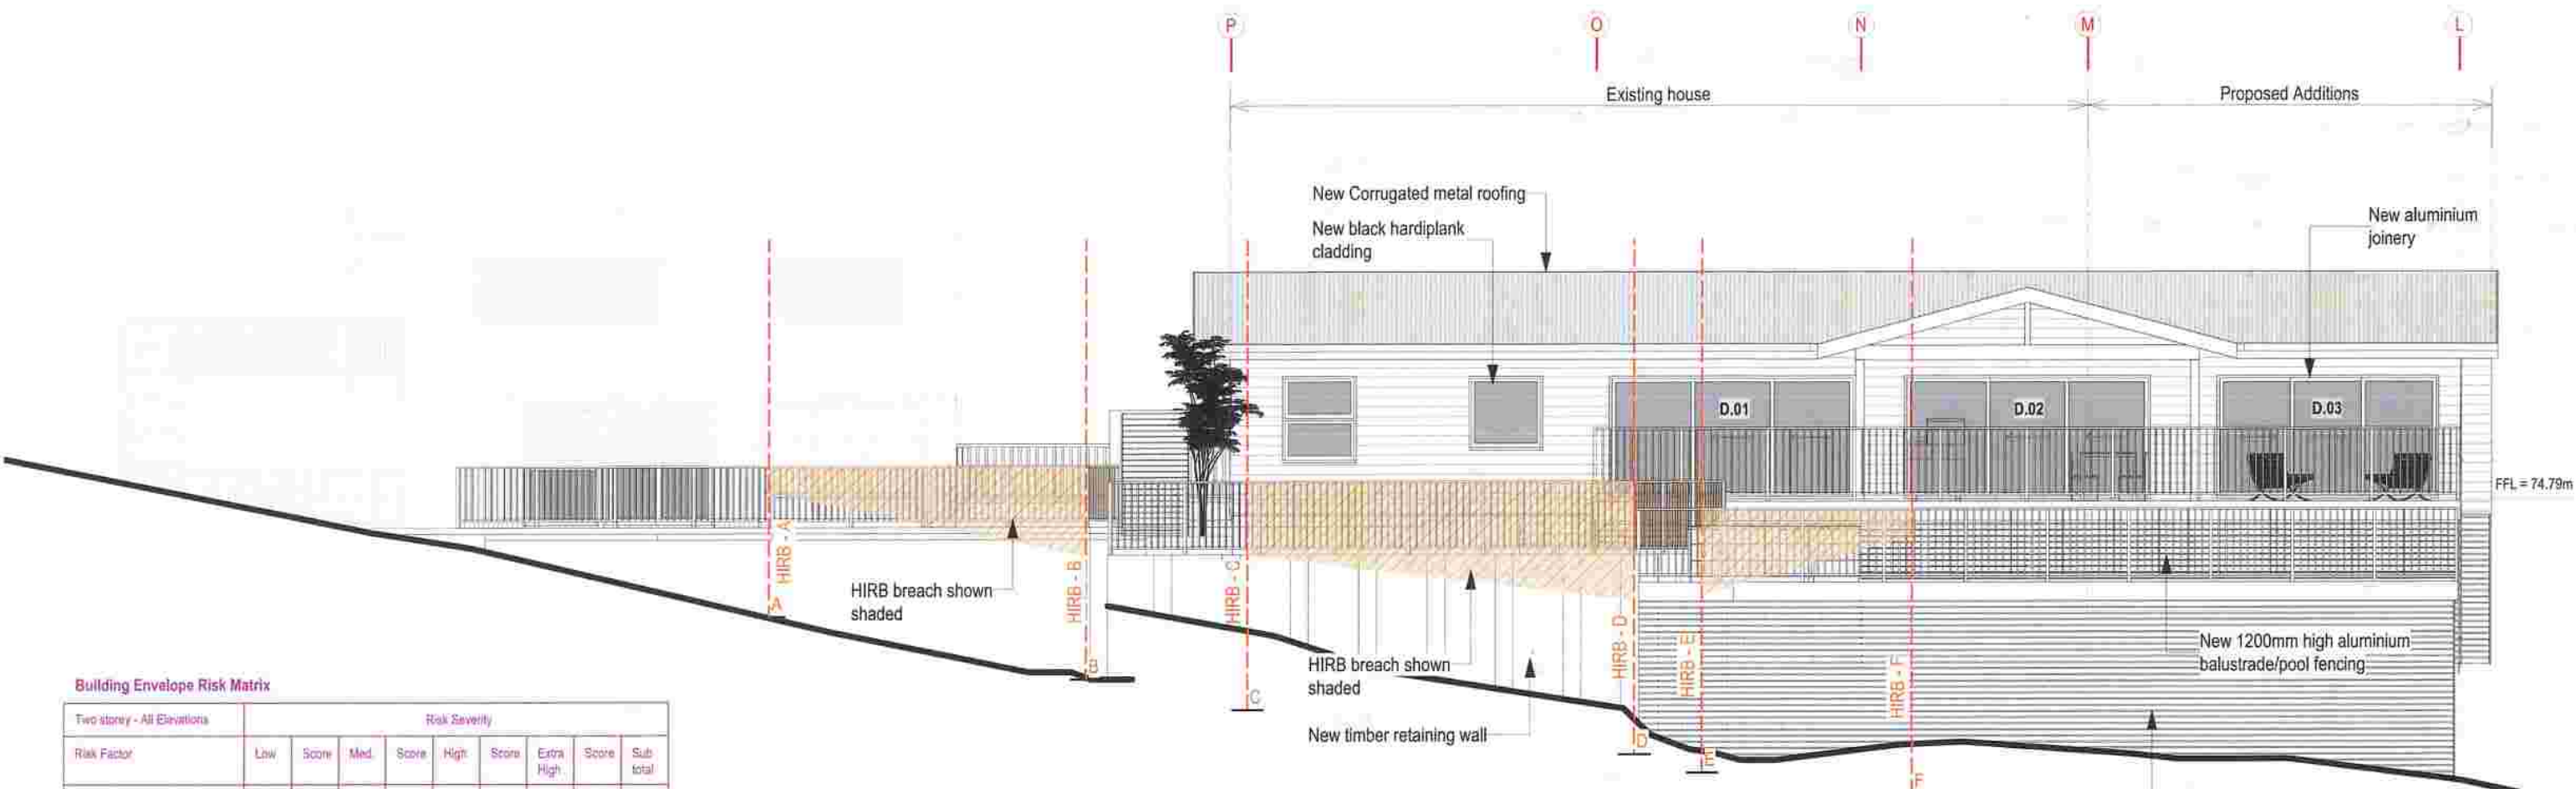 P
O
N
M
L
Existing house
Proposed Additions
New Corrugated metal roofing
New black hardiplank
cladding
New aluminium
joinery
D.01
D.02
D.03
FFL = 74.79m
HIRB - A
HIRB - B
HIRB - C
HIRB - D
HIRB - E
HIRB - F
A
B
C
D
E
F
HIRB breach shown
shaded
HIRB breach shown
shaded
New timber retaining wall
New 1200mm high aluminium
balustrade/pool fencing
Building Envelope Risk Matrix
Two storey - All Elevations
Risk Severity
Risk Factor
Low
Score
Med.
Score
High
Score
Extra
High
Score
Sub
total